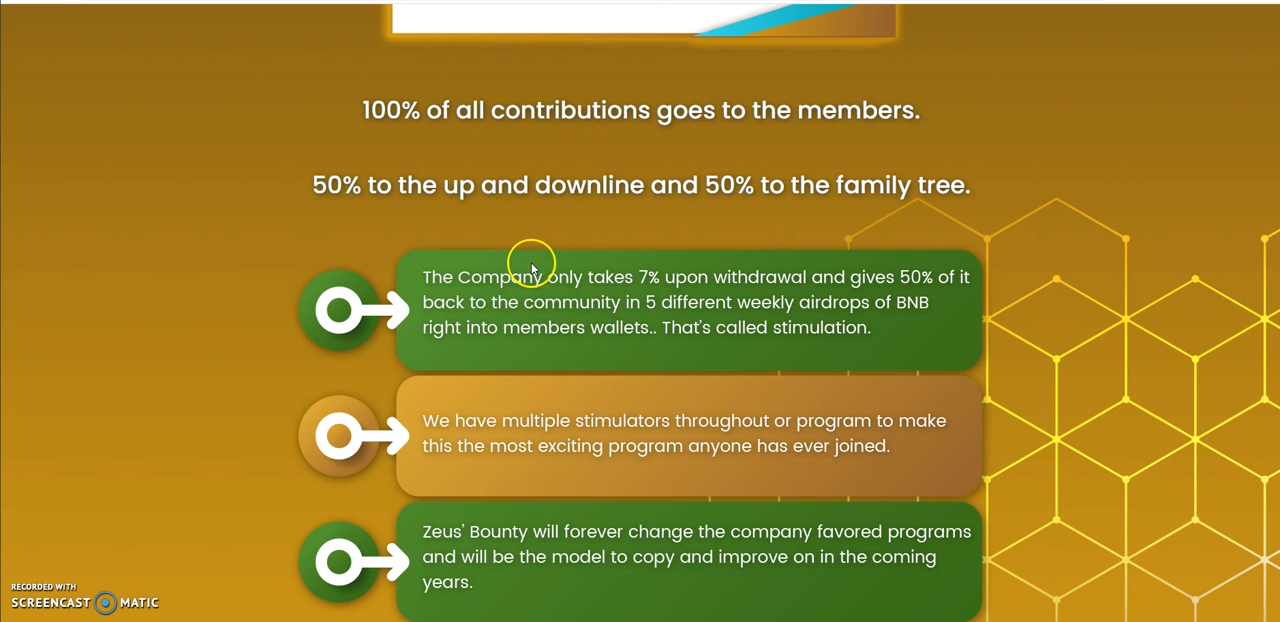 100% of all contributions goes to the members.
50% to the up and downline and 50% to the family tree.
The Company only takes 7% upon withdrawal and gives 50% of it
back to the community in 5 different weekly airdrops of BNB
right into members wallets.. That's called stimulation.
We have multiple stimulators throughout or program to make
this the most exciting program anyone has ever joined.
Zeus' Bounty will forever change the company favored programs
and will be the model to copy and improve on in the coming
years.
RECORDED WITH
SCREENCAST MATIC